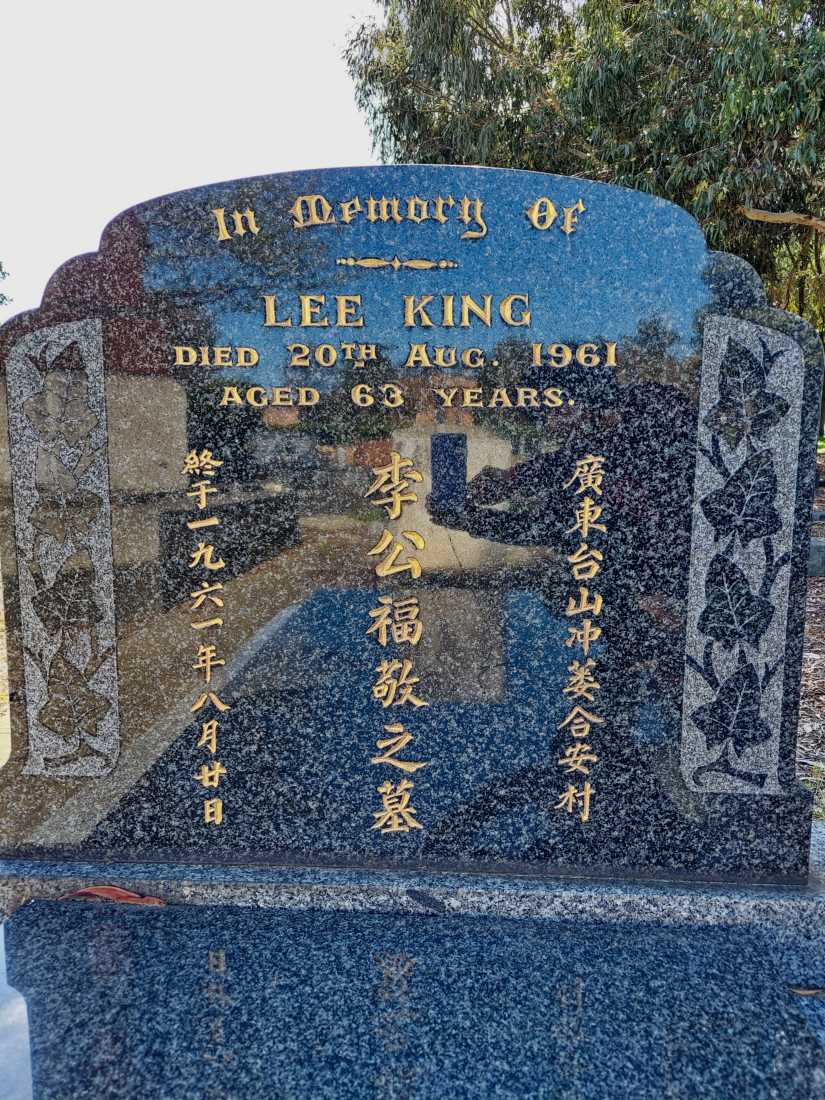 In Memory Of
LEE KING
DIED 20TH AUG. 1961
AGED 63 YEARS.
廣東台山冲蒌合安村
李公福敬之墓
終于一九六一年八月廿日